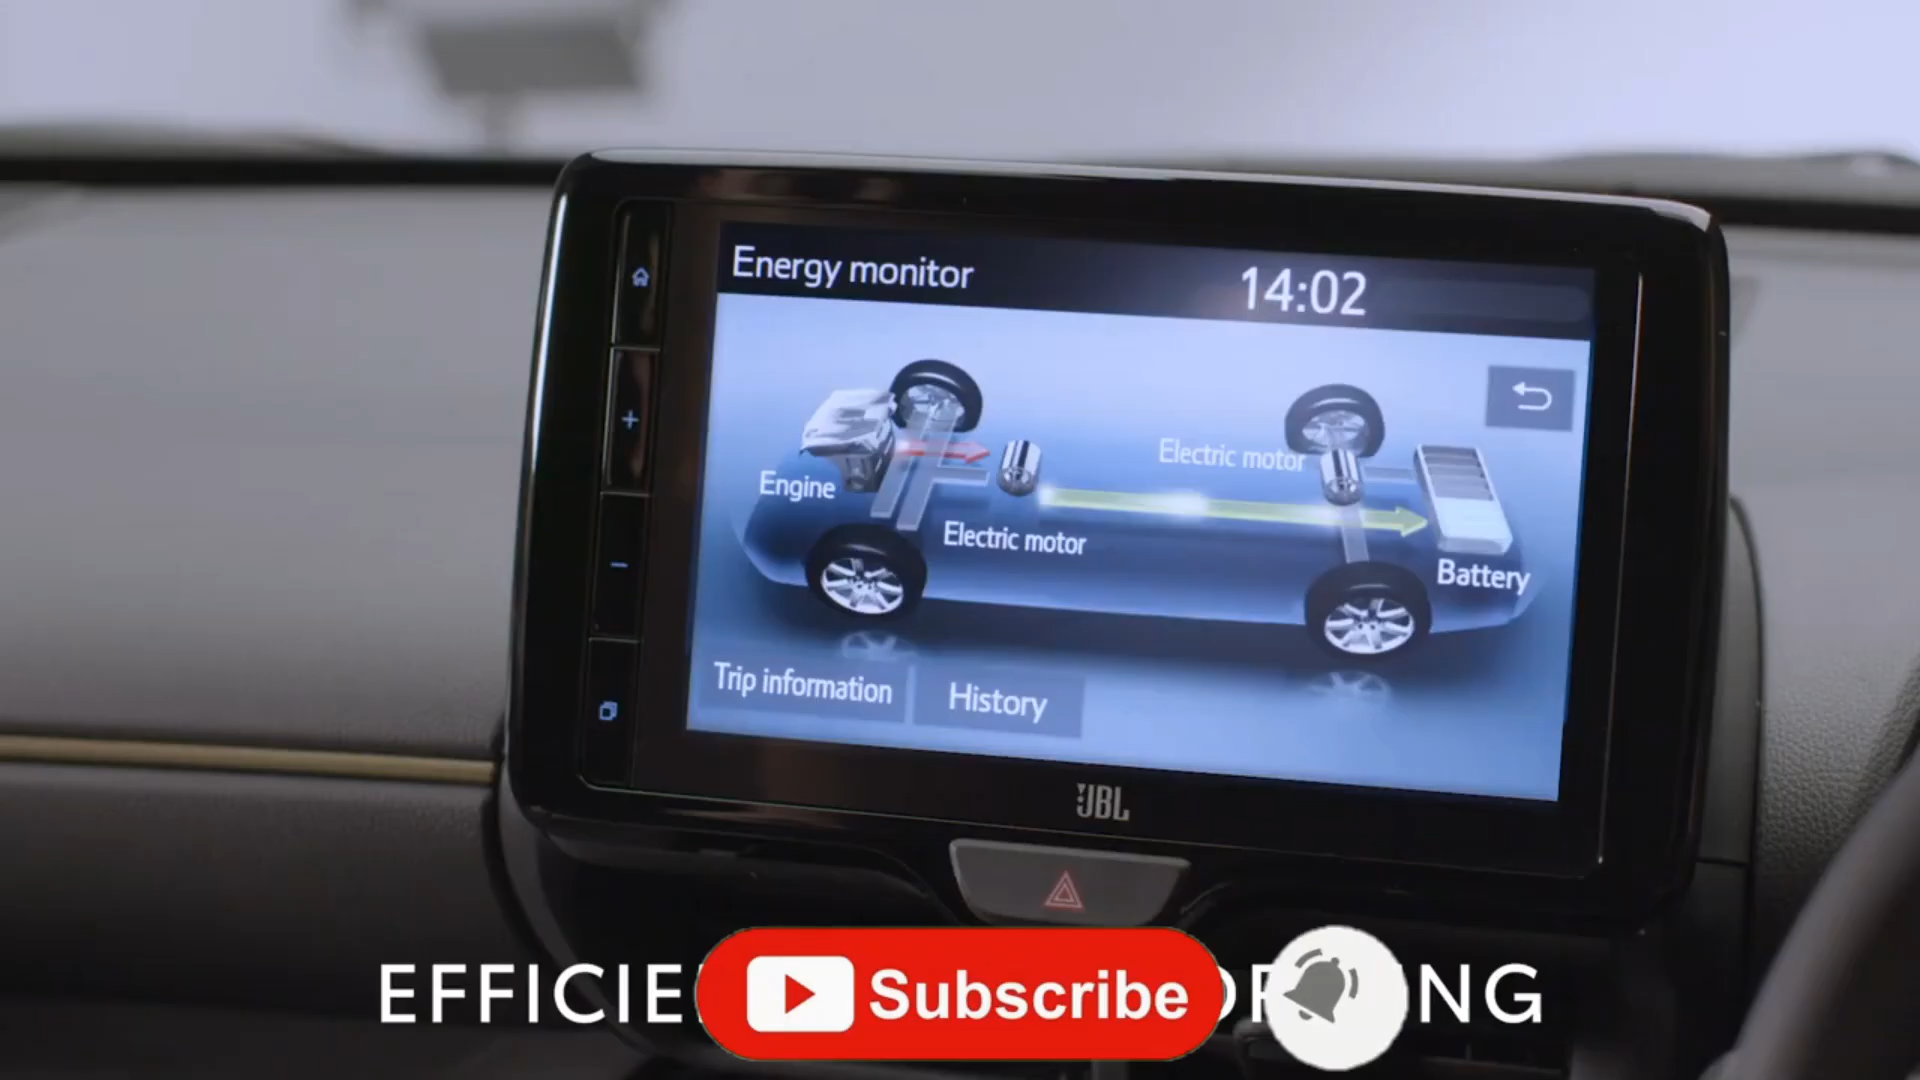 Energy monitor
14:02
Electric motor
Engine
Electric motor
Battery
Trip information
History
JBL
Subscribe